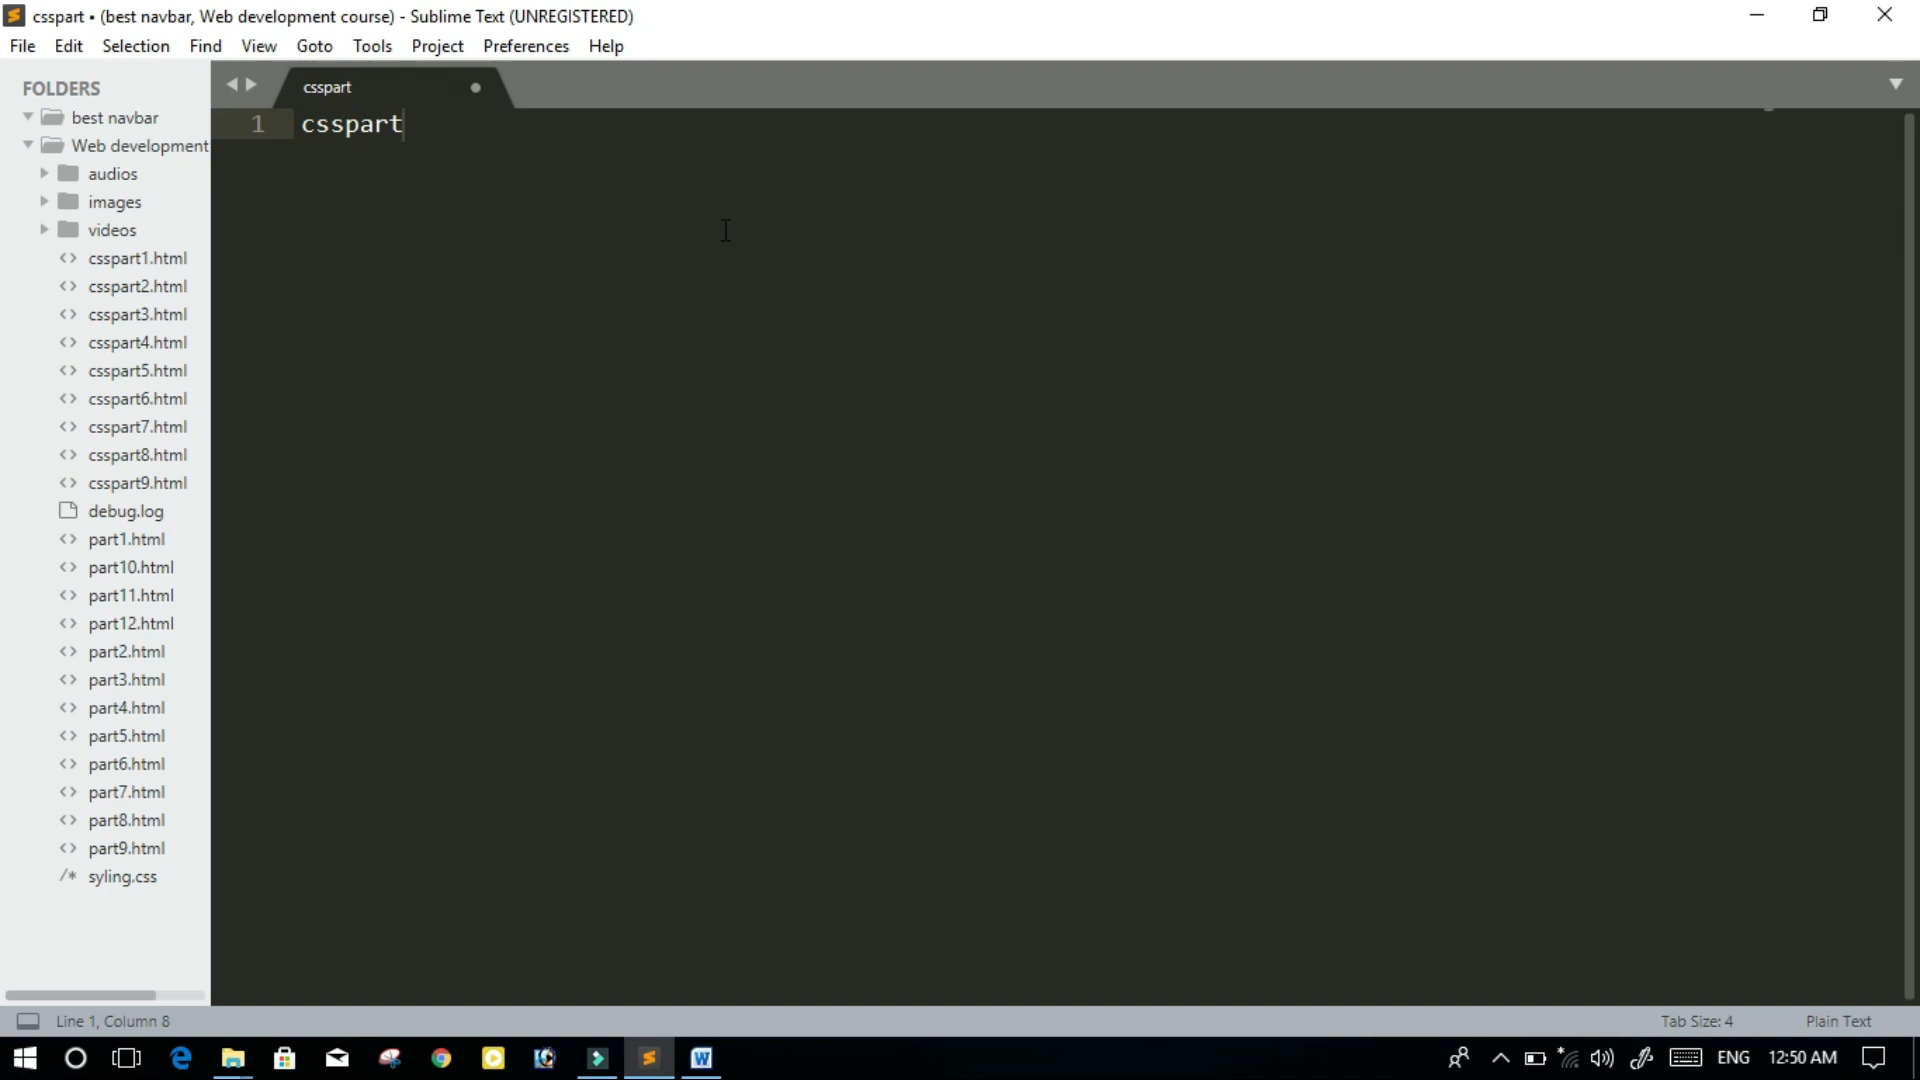 csspart • (best navbar, Web development course) - Sublime Text (UNREGISTERED)
File Edit Selection Find View Goto Tools Project Preferences Help
FOLDERS
csspart
best navbar
1 csspart
Web development
audios
images
videos
csspart1.html
csspart2.html
csspart3.html
csspart4.html
csspart5.html
csspart6.html
csspart7.html
csspart8.html
csspart9.html
debug.log
part1.html
part10.html
part11.html
part12.html
part2.html
part3.html
part4.html
part5.html
part6.html
part7.html
part8.html
part9.html
/* syling.css
Line 1, Column 8 Tab Size: 4 Plain Text
ENG 12:50 AM